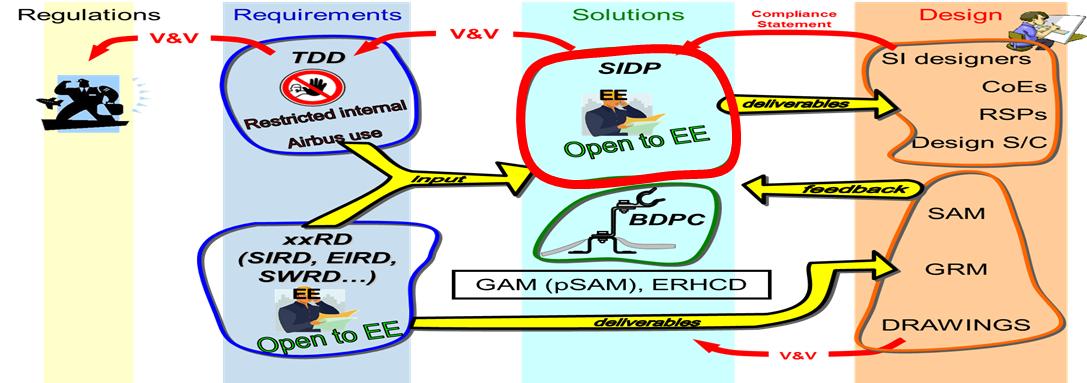 Regulations
Requirements
Solutions
Design
V&V
V&V
Compliance
Statement
TDD
Restricted internal
Airbus use
SIDP
EE
Open to EE
deliverables
SI designers
CoEs
RSPs
Design S/C
input
feedback
xxRD
(SIRD, EIRD,
SWRD...)
EE
Open to EE
BDPC
GAM (pSAM), ERHCD
deliverables
SAM
GRM
DRAWINGS
V&V